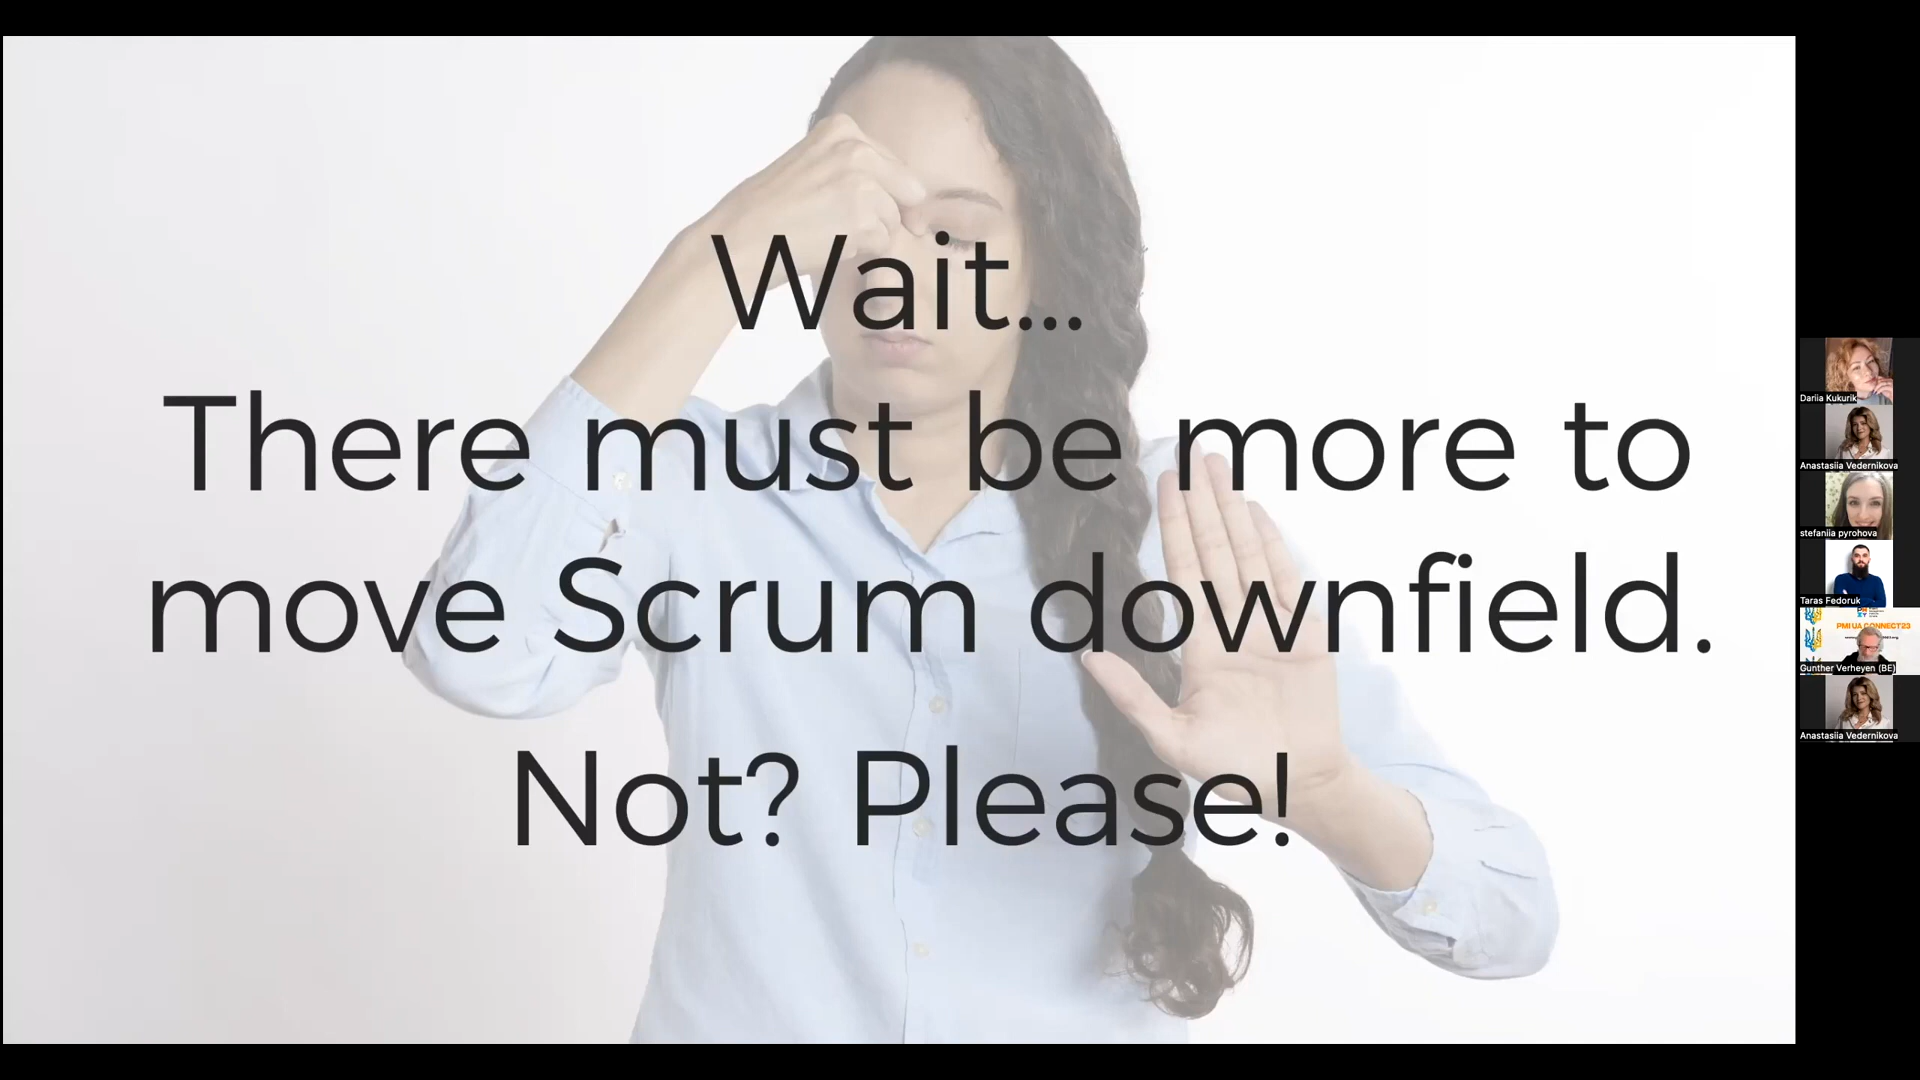 Wait...
There must be more to
move Scrum downfield.
Not? Please!
Dariia Kukurik
Anastasiia Vedernikova
stefaniia pyrohova
Taras Fedoruk
PMI UA CONNECT23
Gunther Verheyen (BE)
Anastasiia Vedernikova